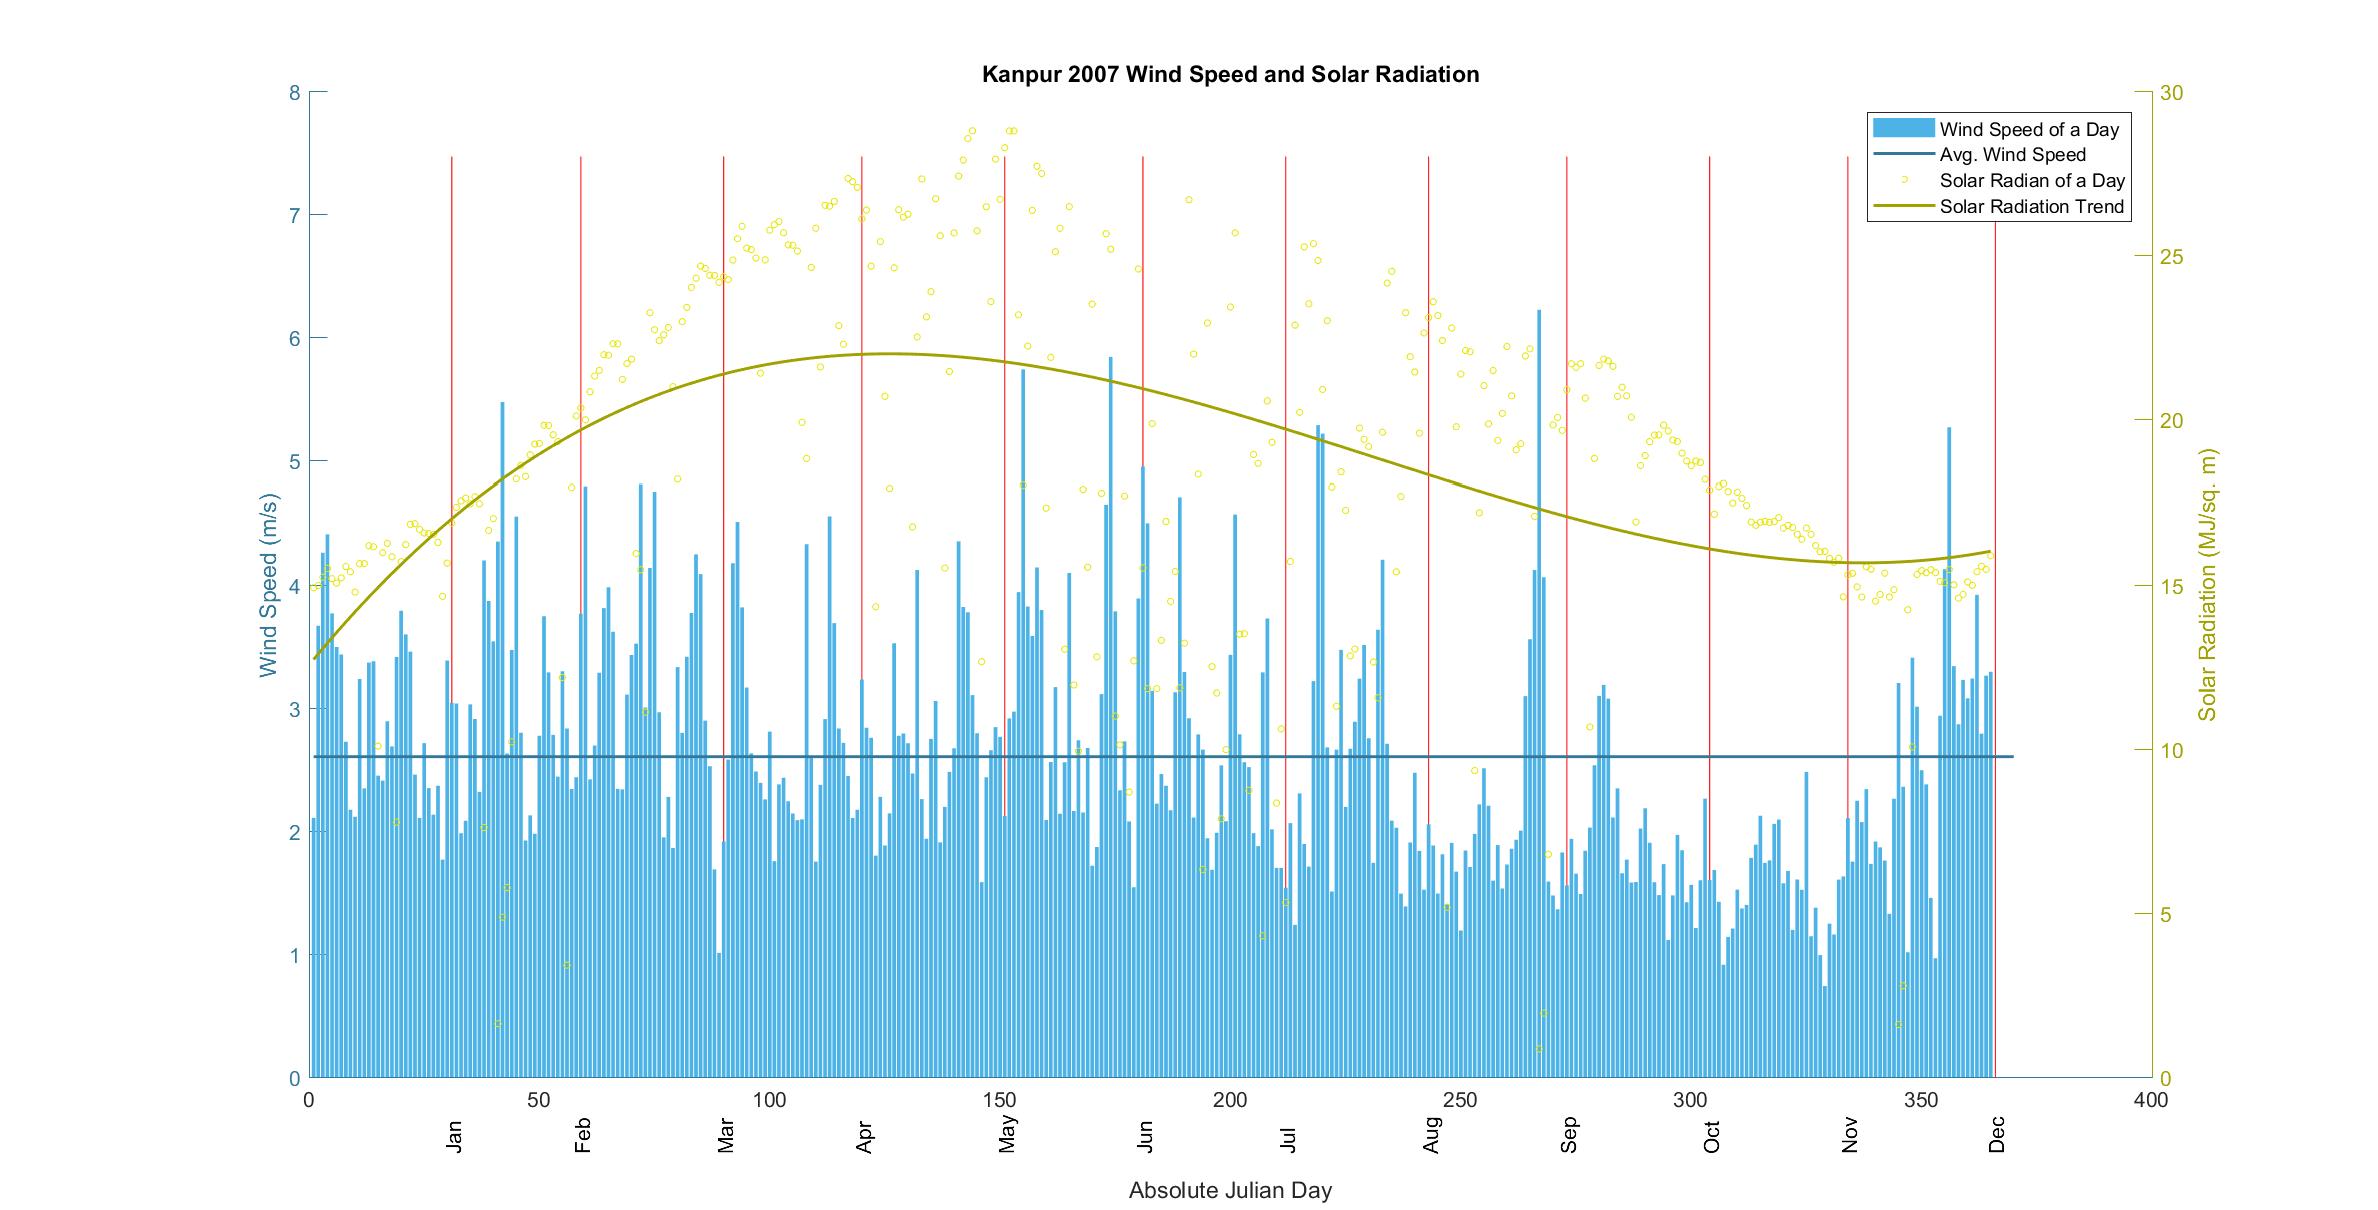 Kanpur 2007 Wind Speed and Solar Radiation
Wind Speed of a Day
Avg. Wind Speed
Solar Radian of a Day
Solar Radiation Trend
8
7
6
5
4
3
2
1
0
Wind Speed (m/s)
30
25
20
15
10
5
0
Solar Radiation (MJ/sq. m)
0 50 100 150 200 250 300 350 400
Jan Feb Mar Apr May Jun Jul Aug Sep Oct Nov Dec
Absolute Julian Day